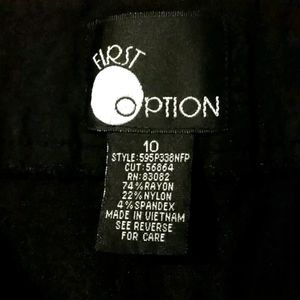 FIRST
OPTION
10
STYLE:595P338NFP
CUT:56864
RN:83082
74%RAYON
22%NYLON
4%SPANDEX
MADE IN VIETNAM
SEE REVERSE
FOR CARE